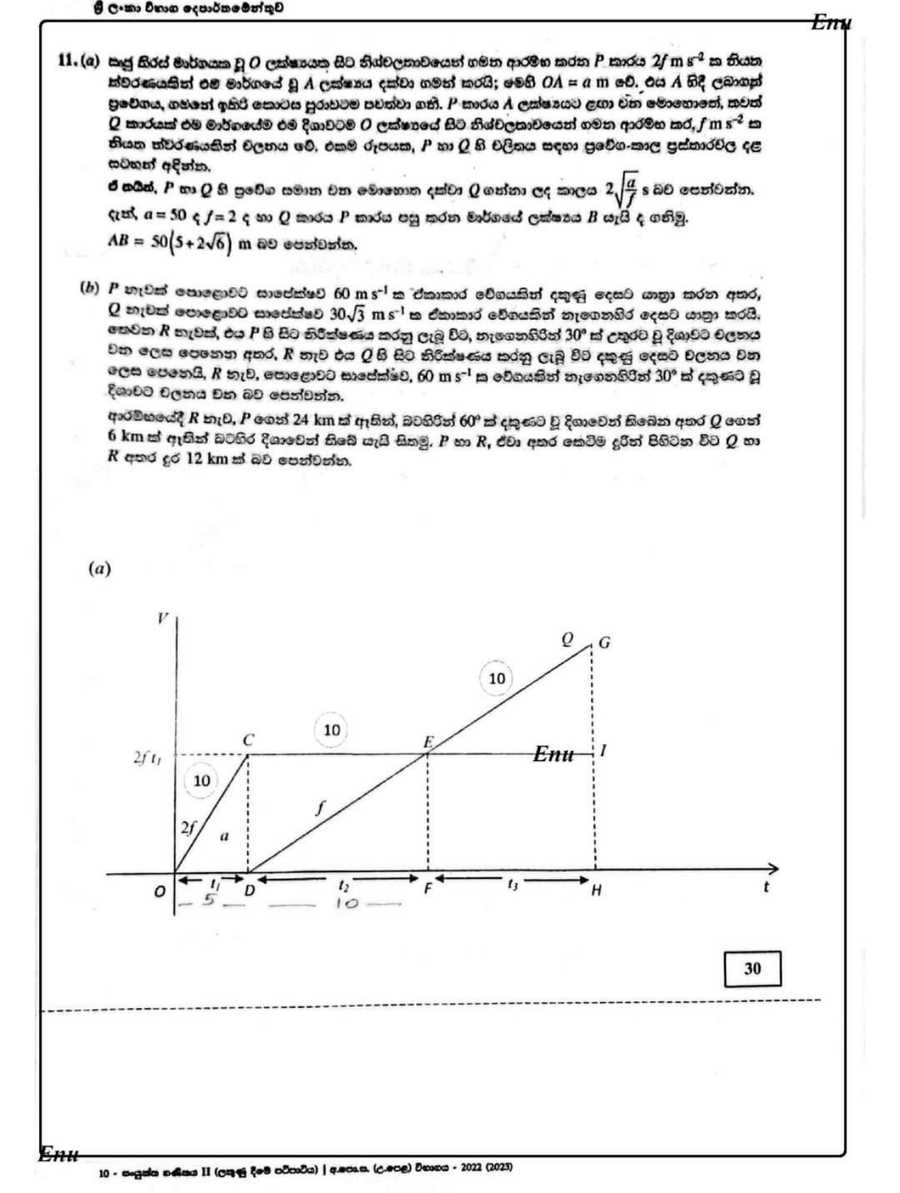 ශ්‍රී ලංකා විභාග දෙපාර්තමේන්තුව
Enu
11. (a) සෘජු තිරස් මාර්ගයක වූ O ලක්ෂ්‍යයක සිට නිශ්චලතාවයෙන් ගමන ආරම්භ කරන P කාරය 2f m s⁻² ක නියත
ත්වරණයකින් එම මාර්ගයේ වූ A ලක්ෂ්‍යය දක්වා ගමන් කරයි; මෙහි OA = a m වේ. එය A හිදී ලබාගත්
ප්‍රවේගය, ගමනේ ඉතිරි කොටස පුරාවටම පවත්වා ගනී. P කාරය A ලක්ෂ්‍යයට ළඟා වන මොහොතේ, තවත්
Q කාරයක් එම මාර්ගයේම එම දිශාවටම O ලක්ෂ්‍යයේ සිට නිශ්චලතාවයෙන් ගමන ආරම්භ කර, f m s⁻² ක
නියත ත්වරණයකින් චලනය වේ. එකම රූපයක, P හා Q හි චලිතය සඳහා ප්‍රවේග-කාල ප්‍රස්තාරවල දළ
සටහන් අඳින්න.
ඒ නයින්, P හා Q හි ප්‍රවේග සමාන වන මොහොත දක්වා Q ගන්නා ලද කාලය 2√(a/f) s බව පෙන්වන්න.
දැන්, a = 50 ද f = 2 ද හා Q කාරය P කාරය පසු කරන මාර්ගයේ ලක්ෂ්‍යය B යැයි ද ගනිමු.
AB = 50(5+2√6) m බව පෙන්වන්න.
(b) P නැවක් පොළොවට සාපේක්ෂව 60 m s⁻¹ ක ඒකාකාර වේගයකින් දකුණු දෙසට යාත්‍රා කරන අතර,
Q නැවක් පොළොවට සාපේක්ෂව 30√3 m s⁻¹ ක ඒකාකාර වේගයකින් නැගෙනහිර දෙසට යාත්‍රා කරයි.
තෙවන R නැවක්, එය P හි සිට නිරීක්ෂණය කරනු ලැබූ විට, නැගෙනහිරින් 30° ක් උතුරට වූ දිශාවට චලනය
වන ලෙස පෙනෙන අතර, R නැව එය Q හි සිට නිරීක්ෂණය කරනු ලැබූ විට දකුණු දෙසට චලනය වන
ලෙස පෙනෙයි, R නැව, පොළොවට සාපේක්ෂව, 60 m s⁻¹ ක වේගයකින් නැගෙනහිරින් 30° ක් දකුණට වූ
දිශාවට චලනය වන බව පෙන්වන්න.
ආරම්භයේදී R නැව, P ගෙන් 24 km ක් ඈතින්, බටහිරින් 60° ක් දකුණට වූ දිශාවෙන් තිබෙන අතර Q ගෙන්
6 km ක් ඈතින් බටහිර දිශාවෙන් තිබේ යැයි සිතමු. P හා R, ඒවා අතර කෙටිම දුරින් පිහිටන විට Q හා
R අතර දුර 12 km ක් බව පෙන්වන්න.
(a)
V
Q G
10
10
C
E
Enu I
2f t₁
10
f
2f
a
O t₁ D t₂ F t₃ H t
5 10
30
Enu
10 - සංයුක්ත ගණිතය II (ලකුණු දීමේ පටිපාටිය) | අ.පො.ස. (උ.පෙළ) විභාගය - 2022 (2023)